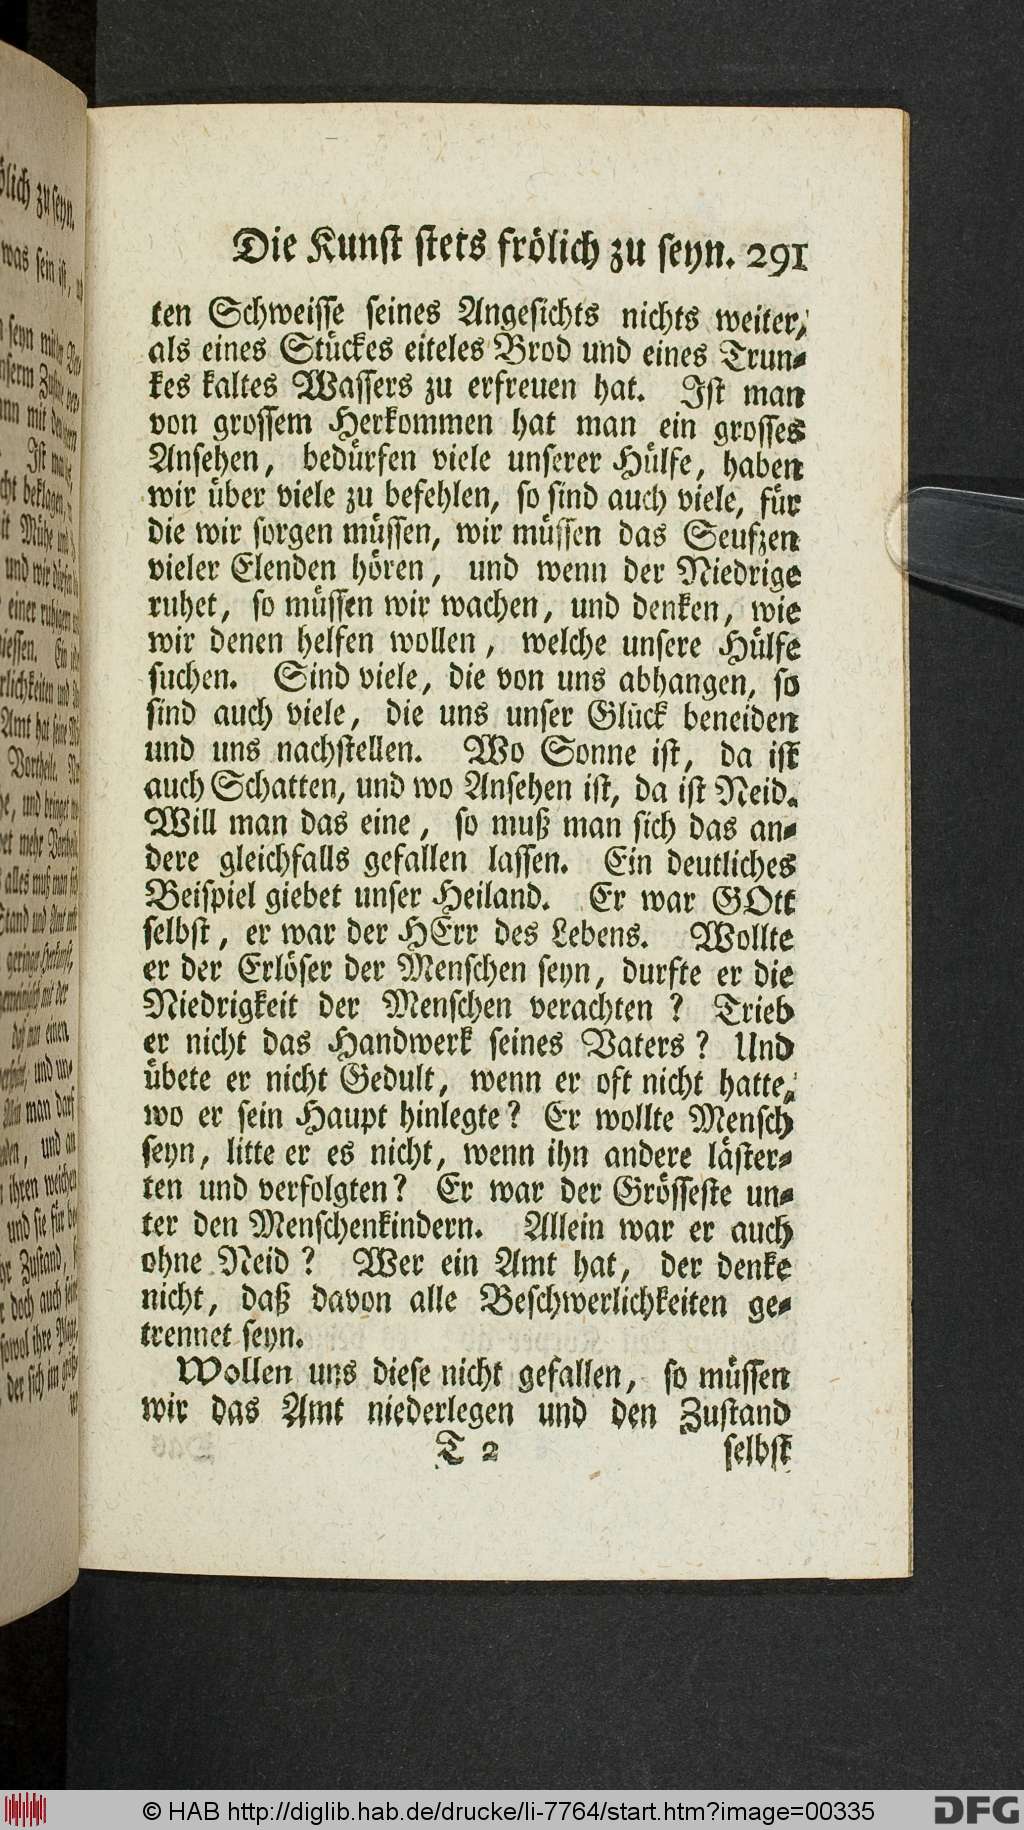 Die Kunst stets frölich zu seyn. 291
ten Schweisse seines Angesichts nichts weiter,
als eines Stückes eiteles Brod und eines Trun-
kes kaltes Wassers zu erfreuen hat. Ist man
von grossem Herkommen hat man ein grosses
Ansehen, bedürfen viele unserer Hülfe, haben
wir über viele zu befehlen, so sind auch viele, für
die wir sorgen müssen, wir müssen das Seufzen
vieler Elenden hören, und wenn der Niedrige
ruhet, so müssen wir wachen, und denken, wie
wir denen helfen wollen, welche unsere Hülfe
suchen. Sind viele, die von uns abhangen, so
sind auch viele, die uns unser Glück beneiden
und uns nachstellen. Wo Sonne ist, da ist
auch Schatten, und wo Ansehen ist, da ist Neid.
Will man das eine, so muß man sich das an-
dere gleichfalls gefallen lassen. Ein deutliches
Beispiel giebet unser Heiland. Er war GOtt
selbst, er war der HErr des Lebens. Wollte
er der Erlöser der Menschen seyn, durfte er die
Niedrigkeit der Menschen verachten? Trieb
er nicht das Handwerk seines Vaters? Und
übete er nicht Gedult, wenn er oft nicht hatte,
wo er sein Haupt hinlegte? Er wollte Mensch
seyn, litte er es nicht, wenn ihn andere läster-
ten und verfolgten? Er war der Grösseste un-
ter den Menschenkindern. Allein war er auch
ohne Neid? Wer ein Amt hat, der denke
nicht, daß davon alle Beschwerlichkeiten ge-
trennet seyn.
Wollen uns diese nicht gefallen, so müssen
wir das Amt niederlegen und den Zustand
T 2 selbst
© HAB http://diglib.hab.de/drucke/li-7764/start.htm?image=00335
DFG